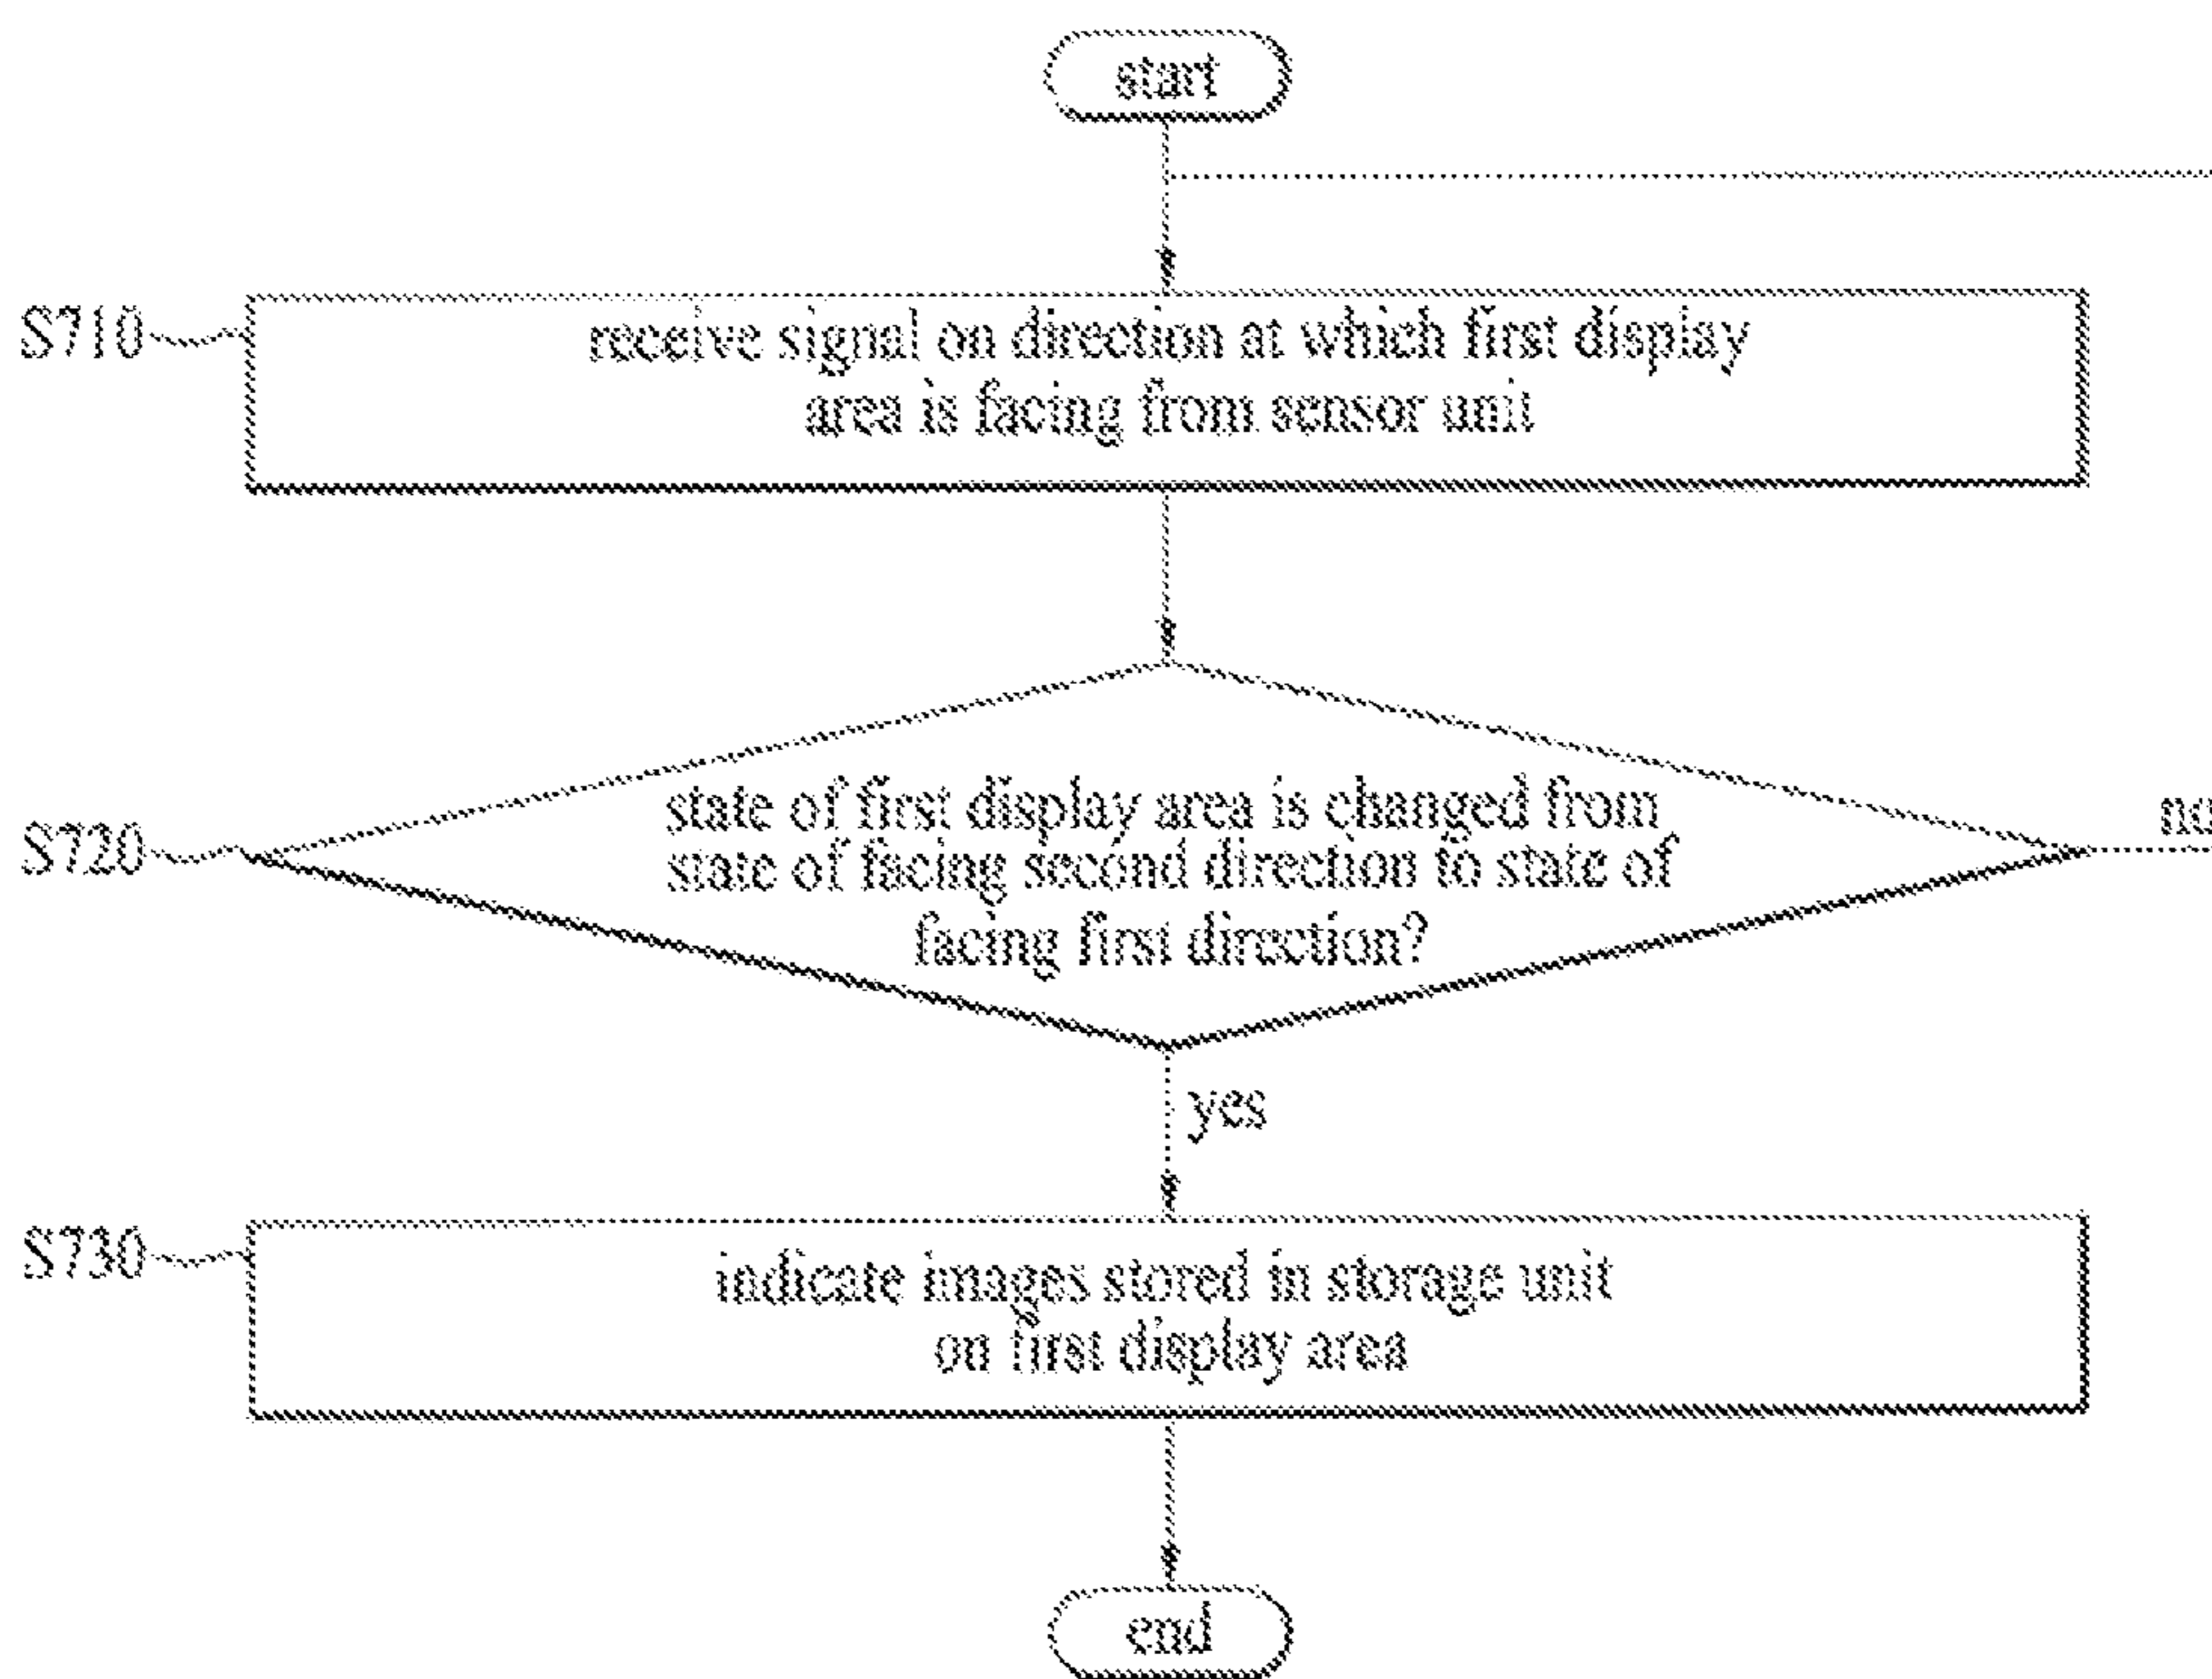 start
S710
receive signal on direction at which first display
area is facing from sensor unit
S720
state of first display area is changed from
state of facing second direction to state of
facing first direction?
no
yes
S730
indicate images stored in storage unit
on first display area
end